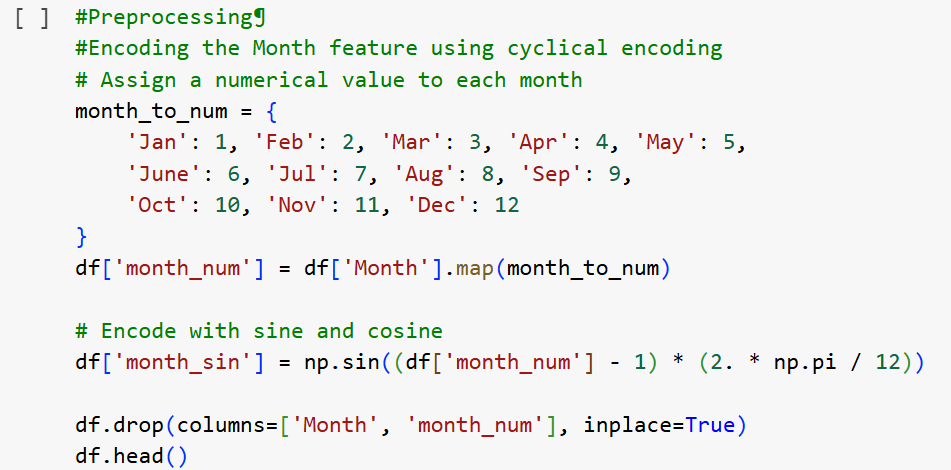 [ ] #Preprocessing¶
#Encoding the Month feature using cyclical encoding
# Assign a numerical value to each month
month_to_num = {
    'Jan': 1, 'Feb': 2, 'Mar': 3, 'Apr': 4, 'May': 5,
    'June': 6, 'Jul': 7, 'Aug': 8, 'Sep': 9,
    'Oct': 10, 'Nov': 11, 'Dec': 12
}
df['month_num'] = df['Month'].map(month_to_num)

# Encode with sine and cosine
df['month_sin'] = np.sin((df['month_num'] - 1) * (2. * np.pi / 12))

df.drop(columns=['Month', 'month_num'], inplace=True)
df.head()